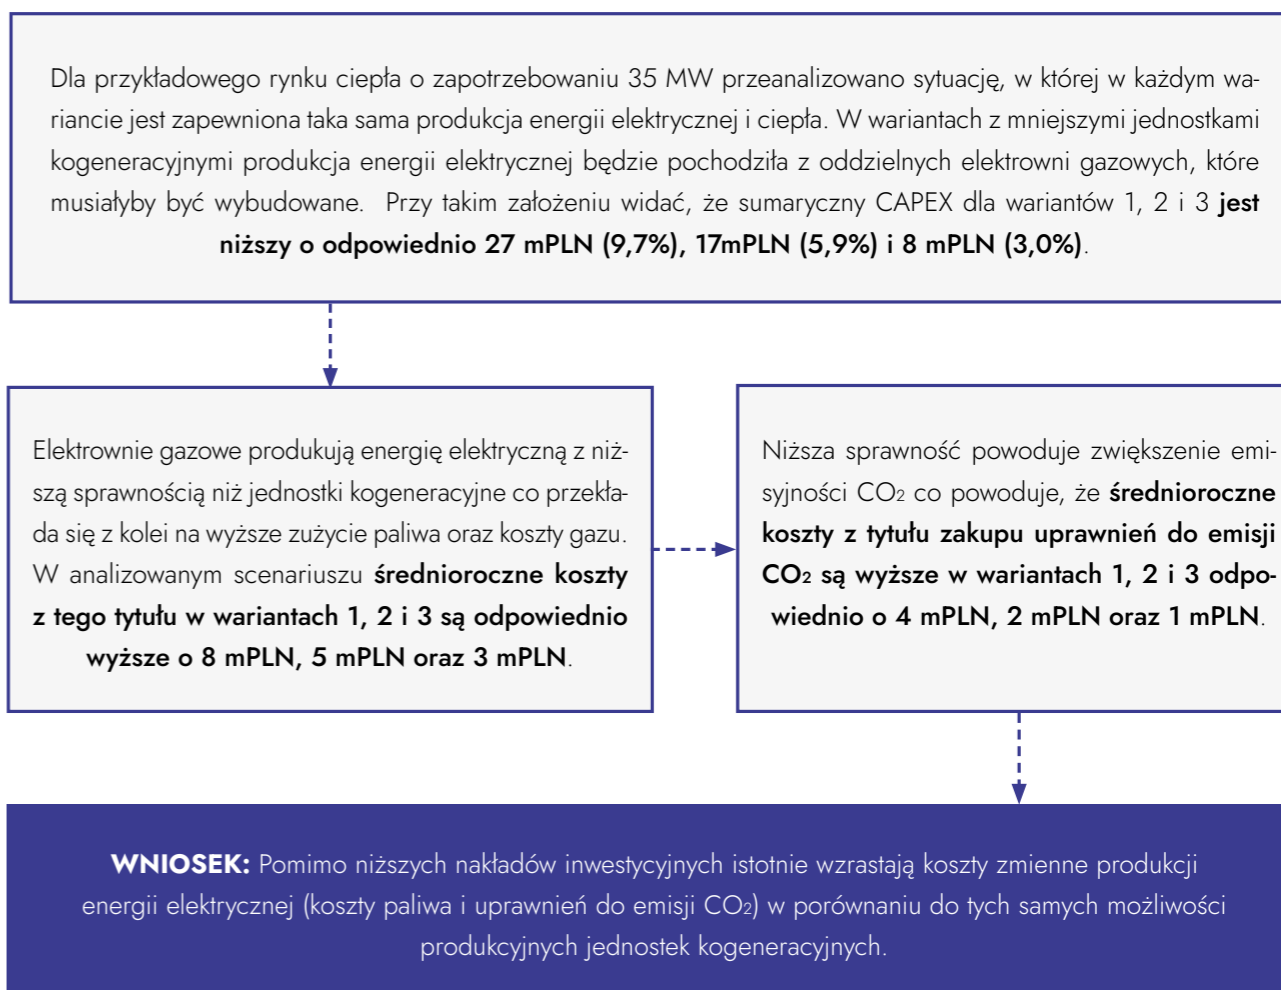 Dla przykładowego rynku ciepła o zapotrzebowaniu 35 MW przeanalizowano sytuację, w której w każdym wa-
riancie jest zapewniona taka sama produkcja energii elektrycznej i ciepła. W wariantach z mniejszymi jednostkami
kogeneracyjnymi produkcja energii elektrycznej będzie pochodziła z oddzielnych elektrowni gazowych, które
musiałyby być wybudowane. Przy takim założeniu widać, że sumaryczny CAPEX dla wariantów 1, 2 i 3 jest
niższy o odpowiednio 27 mPLN (9,7%), 17mPLN (5,9%) i 8 mPLN (3,0%).
Elektrownie gazowe produkują energię elektryczną z niż-
szą sprawnością niż jednostki kogeneracyjne co przekła-
da się z kolei na wyższe zużycie paliwa oraz koszty gazu.
W analizowanym scenariuszu średnioroczne koszty
z tego tytułu w wariantach 1, 2 i 3 są odpowiednio
wyższe o 8 mPLN, 5 mPLN oraz 3 mPLN.
Niższa sprawność powoduje zwiększenie emi-
syjności CO₂ co powoduje, że średnioroczne
koszty z tytułu zakupu uprawnień do emisji
CO₂ są wyższe w wariantach 1, 2 i 3 odpo-
wiednio o 4 mPLN, 2 mPLN oraz 1 mPLN.
WNIOSEK: Pomimo niższych nakładów inwestycyjnych istotnie wzrastają koszty zmienne produkcji
energii elektrycznej (koszty paliwa i uprawnień do emisji CO₂) w porównaniu do tych samych możliwości
produkcyjnych jednostek kogeneracyjnych.